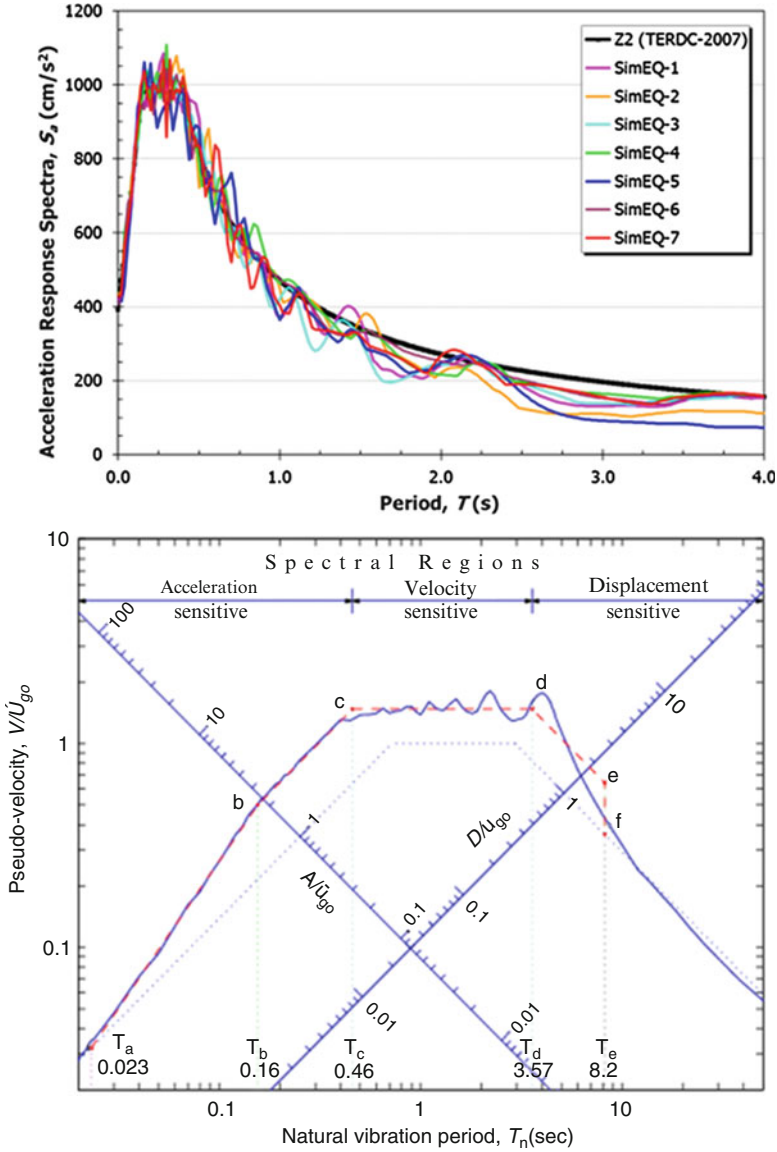 1200
1000
800
600
400
200
0
Acceleration Response Spectra, Sa (cm/s²)
Z2 (TERDC-2007)
SimEQ-1
SimEQ-2
SimEQ-3
SimEQ-4
SimEQ-5
SimEQ-6
SimEQ-7
0.0 1.0 2.0 3.0 4.0
Period, T(s)
10
Spectral Regions
Acceleration sensitive
Velocity sensitive
Displacement sensitive
100
10
1
0.1
0.01
A/ü_go
10
1
0.1
0.01
D/u_go
b
c
d
e
f
1
0.1
Pseudo-velocity, V/U̇_go
Ta
0.023
Tb
0.16
Tc
0.46
Td
3.57
Te
8.2
0.1 1 10
Natural vibration period, Tn(sec)